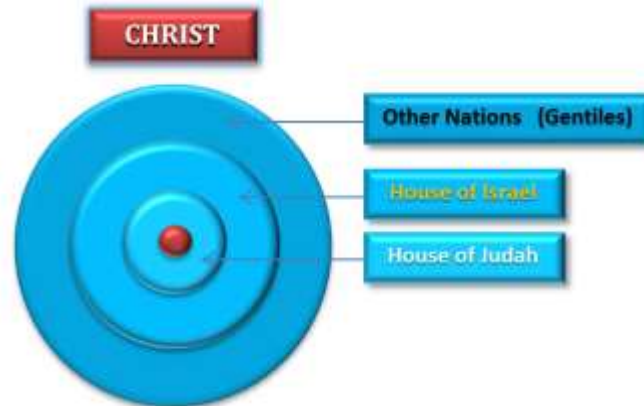 CHRIST
Other Nations (Gentiles)
House of Israel
House of Judah